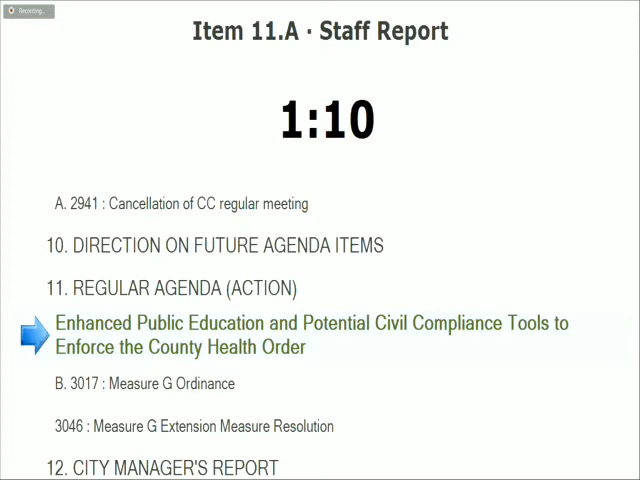 Recording...
Item 11.A · Staff Report
1:10
A. 2941 : Cancellation of CC regular meeting
10. DIRECTION ON FUTURE AGENDA ITEMS
11. REGULAR AGENDA (ACTION)
Enhanced Public Education and Potential Civil Compliance Tools to
Enforce the County Health Order
B. 3017 : Measure G Ordinance
3046 : Measure G Extension Measure Resolution
12. CITY MANAGER'S REPORT